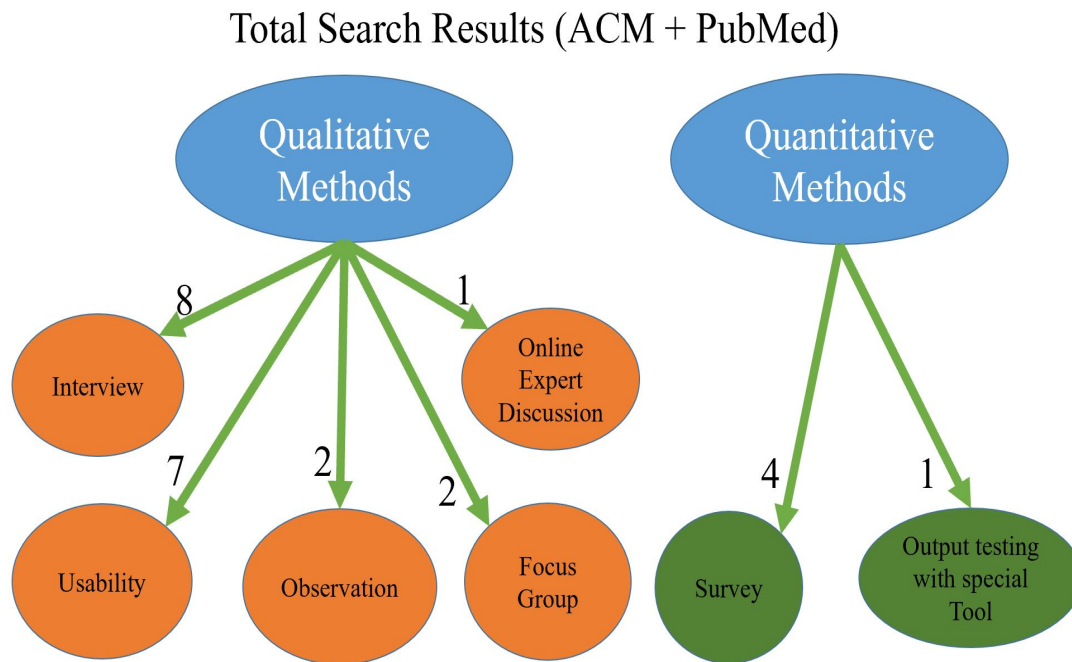 Total Search Results (ACM + PubMed)
Qualitative
Methods
Quantitative
Methods
8
1
Interview
Online
Expert
Discussion
7
2
2
4
1
Usability
Observation
Focus
Group
Survey
Output testing
with special
Tool